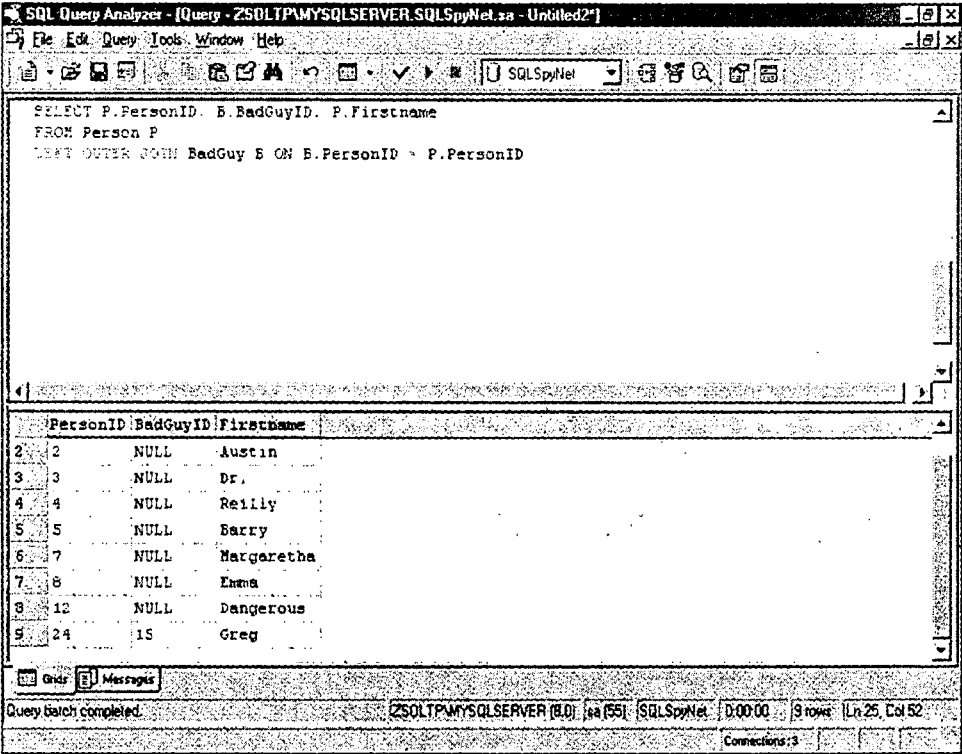 SQL Query Analyzer - [Query - ZSOLTP\MYSQLSERVER.SQLSpyNet.sa - Untitled2*]
File Edit Query Tools Window Help
SQLSpyNet
SELECT P.PersonID, B.BadGuyID, P.Firstname
FROM Person P
LEFT OUTER JOIN BadGuy B ON B.PersonID = P.PersonID
PersonID BadGuyID Firstname
2 2 NULL Austin
3 3 NULL Dr.
4 4 NULL Reilly
5 5 NULL Barry
6 7 NULL Margaretha
7 8 NULL Emma
8 12 NULL Dangerous
9 24 15 Greg
Grids Messages
Query batch completed. ZSOLTP\MYSQLSERVER (8.0) sa (55) SQLSpyNet 0:00:00 9 rows Ln 25, Col 52
Connections: 3